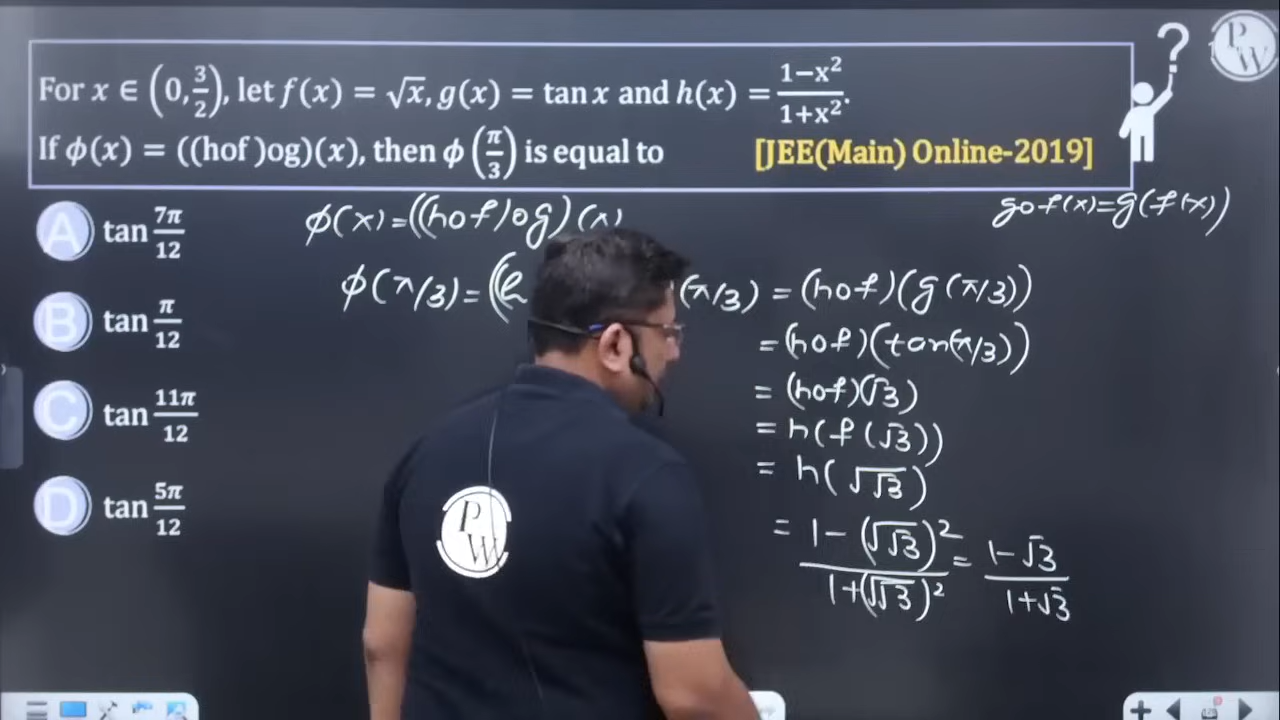 For x ∈ (0, 3/2), let f(x) = √x, g(x) = tan x and h(x) = (1−x²)/(1+x²).
If ϕ(x) = ((hof)og)(x), then ϕ(π/3) is equal to [JEE(Main) Online-2019]
PW
A tan 7π/12
B tan π/12
C tan 11π/12
D tan 5π/12
gof(x)=g(f(x))
ϕ(x)=((hof)og)(x)
ϕ(π/3)=((h (π/3) = (hof)(g(π/3))
=(hof)(tan(π/3))
= (hof)(√3)
= h(f(√3))
= h(√√3)
= (1-(√√3)²)/(1+(√√3)²) = (1-√3)/(1+√3)
PW